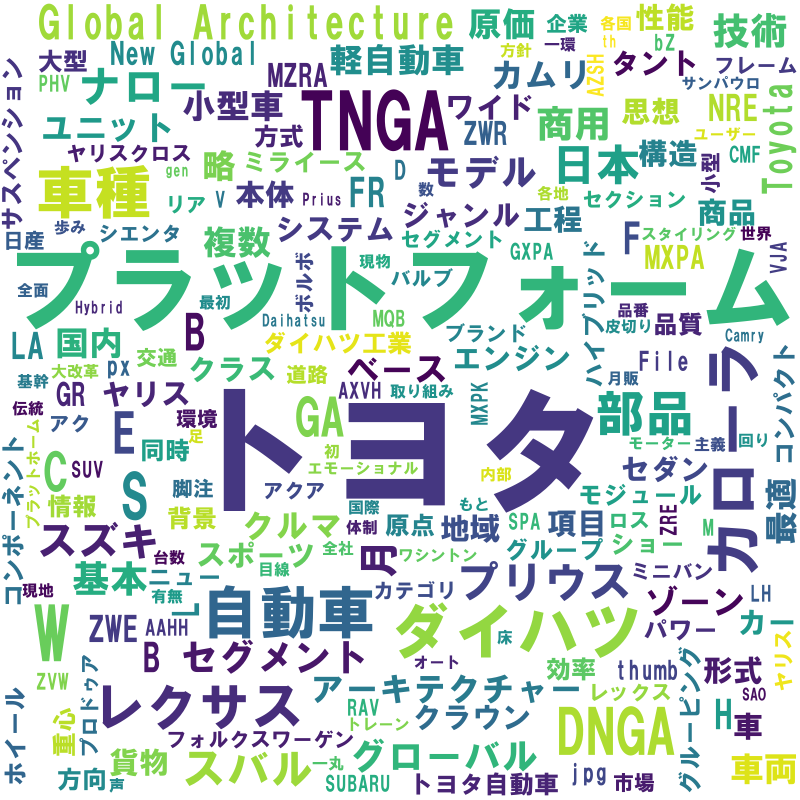 Global Architecture
原価
企業
各国
性能
技術
大型
New Global
方針
一環
th
bZ
PHV
ナロー
MZRA
軽自動車
カムリ
AZSH
タント
フレーム
サンパウロ
サスペンション
小型車
TNGA
ワイド
思想
NRE
Toyota
ユニット
方式
ZWR
商用
ユーザー
ヤリスクロス
gen
略
ミライース
D
モデル
日本
構造
CMF
小型
車種
リア
V
本体
Prius
FR
数
各地
セクション
商品
日産
歩み
シエンタ
複数
システム
ジャンル
工程
セグメント
GXPA
F
スタイリング
世界
MXPA
VJA
プラットフォーム
全面
Hybrid
最初
ボルボ
現物
バルブ
Daihatsu
MQB
ブランド
ハイブリッド
品番
皮切り
品質
Camry
LA
国内
B
ダイハツ工業
基幹
大改革
px
交通
クラス
道路
ベース
エンジン
File
月販
カローラ
コンパクト
伝統
GR
ヤリス
AXVH
取り組み
MXPK
アク
環境
GA
部品
プラットホーム
E
同時
足
初
エモーショナル
トヨタ
モーター
主義
回り
コンポーネント
C
SUV
S
脚注
アクア
内部
セダン
情報
背景
国際
もと
モジュール
最適
クルマ
体制
原点
地域
SPA
項目
ロス
ZRE
M
スズキ
台数
スポーツ
全社
月
ワシントン
グループ
ショー
現地
基本
ニュー
目線
有無
カテゴリ
プリウス
ミニバン
LH
W
ZWE
AAHH
L
自動車
ダイハツ
床
ゾーン
パワー
カー
B セグメント
オート
効率
thumb
形式
ヤリス
ZVW
プロドゥア
レクサス
アーキテクチャー
レックス
グルーピング
SAO
ホイール
重心
RAV
トレーン
クラウン
H
車
フォルクスワーゲン
DNGA
貨物
スバル
一丸
グローバル
車両
方向
声
SUBARU
トヨタ自動車
jpg
市場